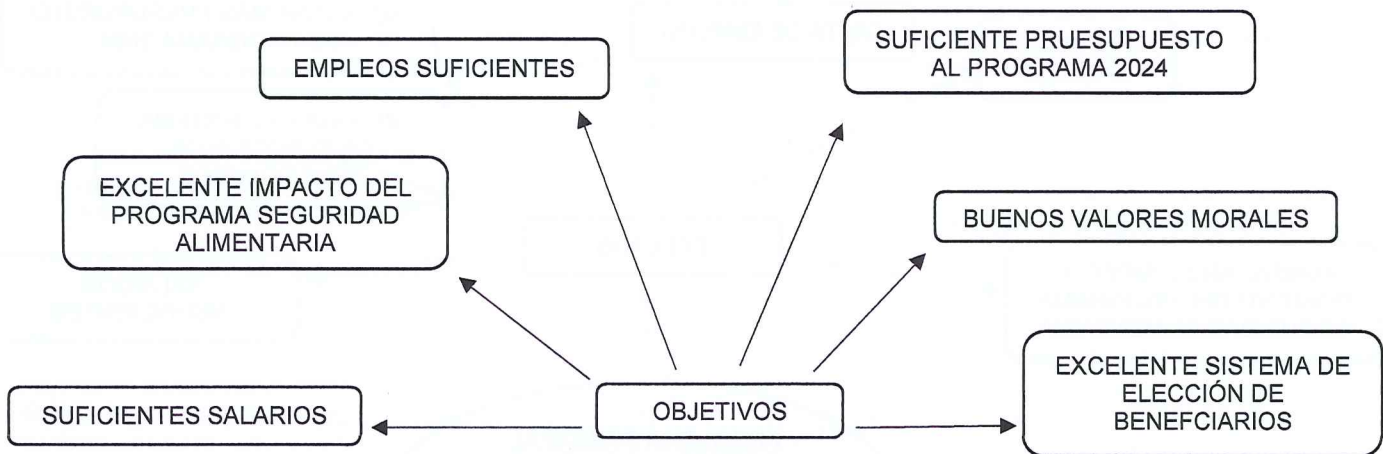 EMPLEOS SUFICIENTES
SUFICIENTE PRUESUPUESTO
AL PROGRAMA 2024
EXCELENTE IMPACTO DEL
PROGRAMA SEGURIDAD
ALIMENTARIA
BUENOS VALORES MORALES
SUFICIENTES SALARIOS
OBJETIVOS
EXCELENTE SISTEMA DE
ELECCIÓN DE
BENEFCIARIOS